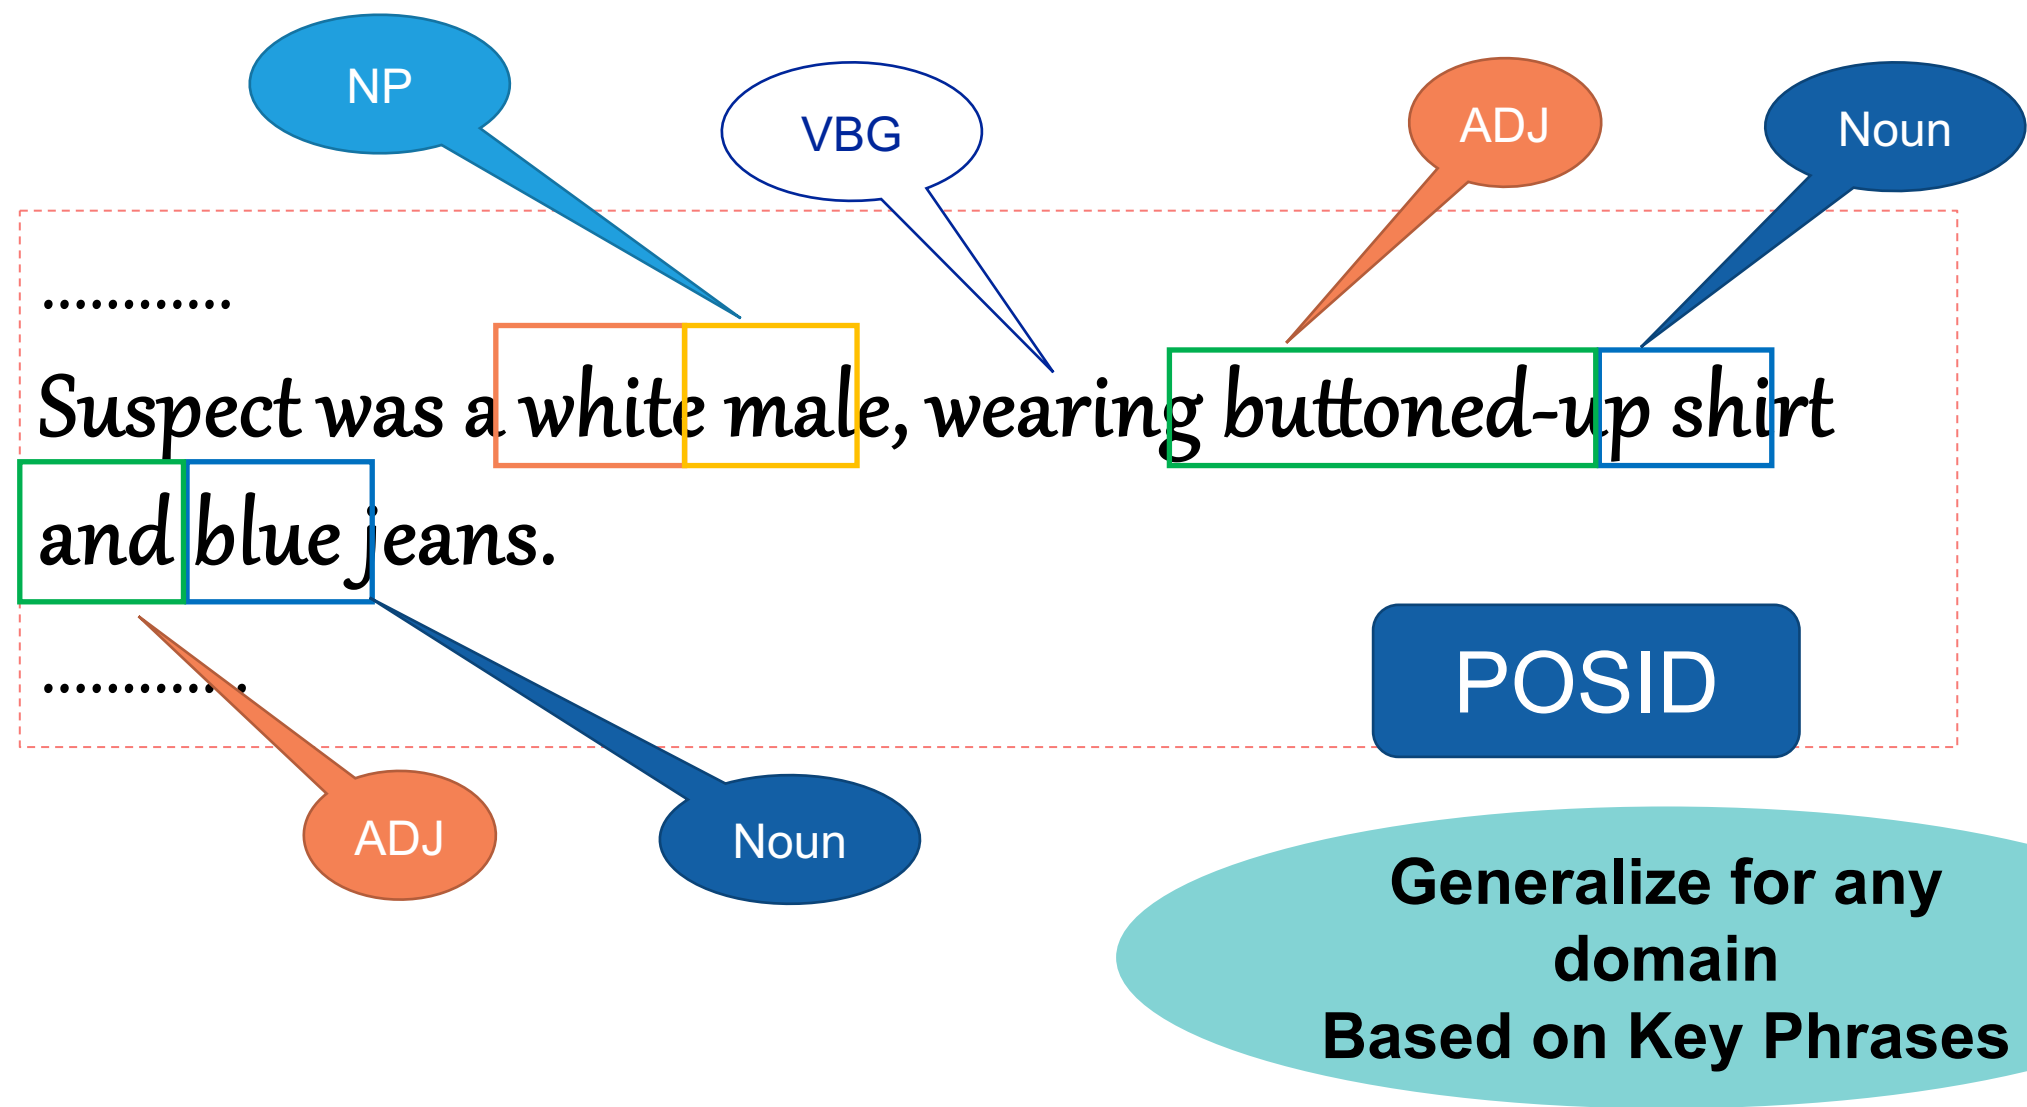 NP
VBG
ADJ
Noun
............
Suspect was a white male, wearing buttoned-up shirt
and blue jeans.
.............
POSID
ADJ
Noun
Generalize for any
domain
Based on Key Phrases